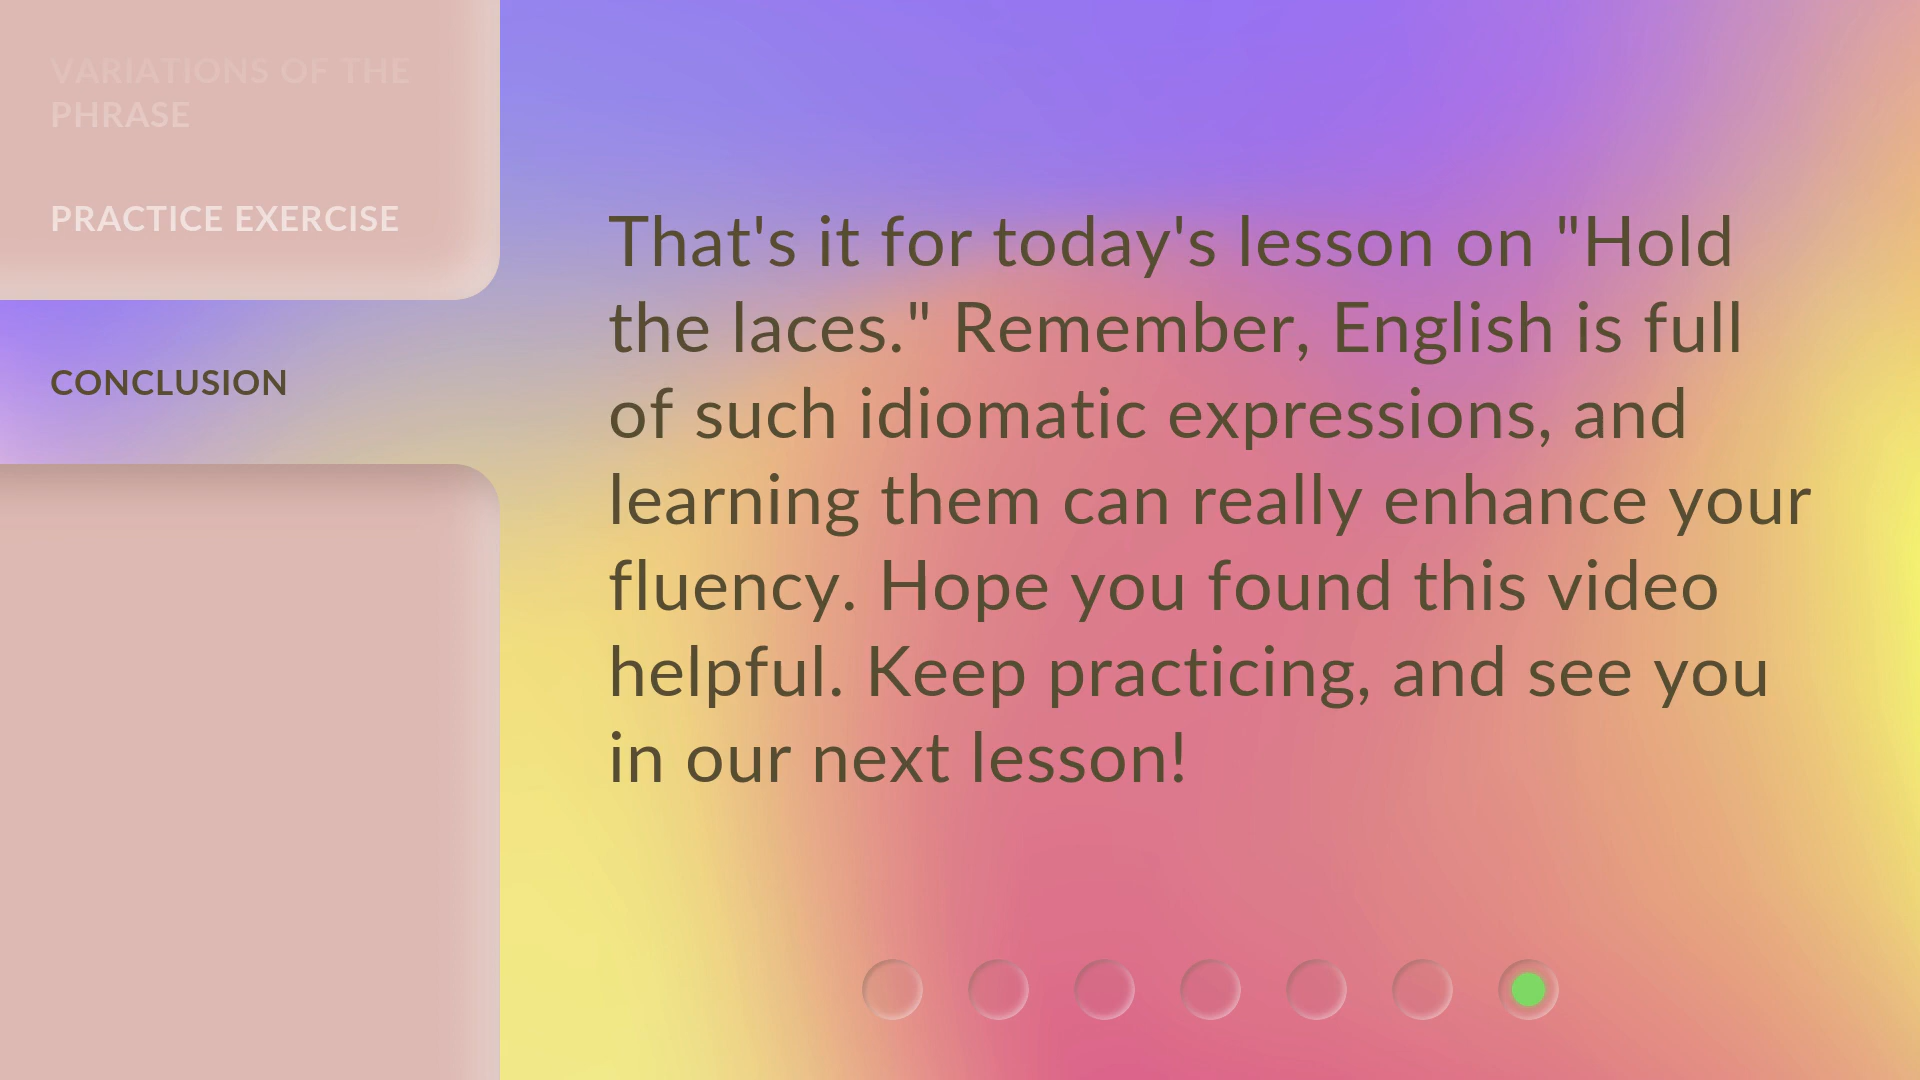 VARIATIONS OF THE
PHRASE
PRACTICE EXERCISE
CONCLUSION
That's it for today's lesson on "Hold
the laces." Remember, English is full
of such idiomatic expressions, and
learning them can really enhance your
fluency. Hope you found this video
helpful. Keep practicing, and see you
in our next lesson!